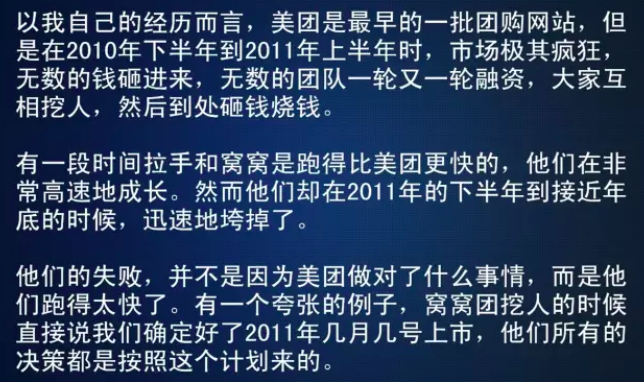 以我自己的经历而言，美团是最早的一批团购网站，但
是在2010年下半年到2011年上半年时，市场极其疯狂，
无数的钱砸进来，无数的团队一轮又一轮融资，大家互
相挖人，然后到处砸钱烧钱。
有一段时间拉手和窝窝是跑得比美团更快的，他们在非
常高速地成长。然而他们却在2011年的下半年到接近年
底的时候，迅速地垮掉了。
他们的失败，并不是因为美团做对了什么事情，而是他
们跑得太快了。有一个夸张的例子，窝窝团挖人的时候
直接说我们确定好了2011年几月几号上市，他们所有的
决策都是按照这个计划来的。